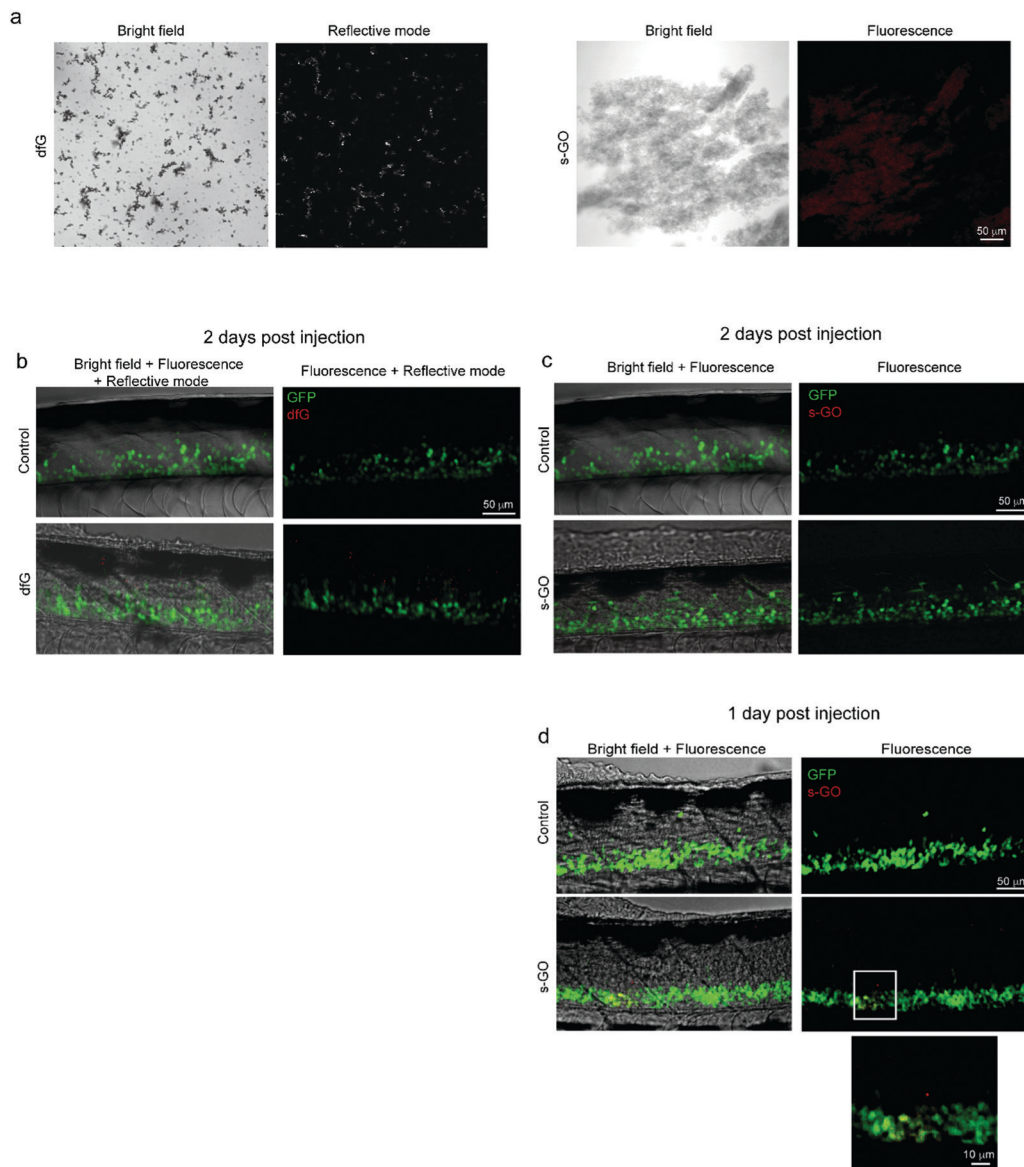 a
Bright field
Reflective mode
Bright field
Fluorescence
dfG
s-GO
50 μm
2 days post injection
2 days post injection
b
Bright field + Fluorescence
+ Reflective mode
Fluorescence + Reflective mode
c
Bright field + Fluorescence
Fluorescence
Control
GFP
dfG
50 μm
Control
GFP
s-GO
50 μm
dfG
s-GO
1 day post injection
d
Bright field + Fluorescence
Fluorescence
Control
GFP
s-GO
50 μm
s-GO
10 μm